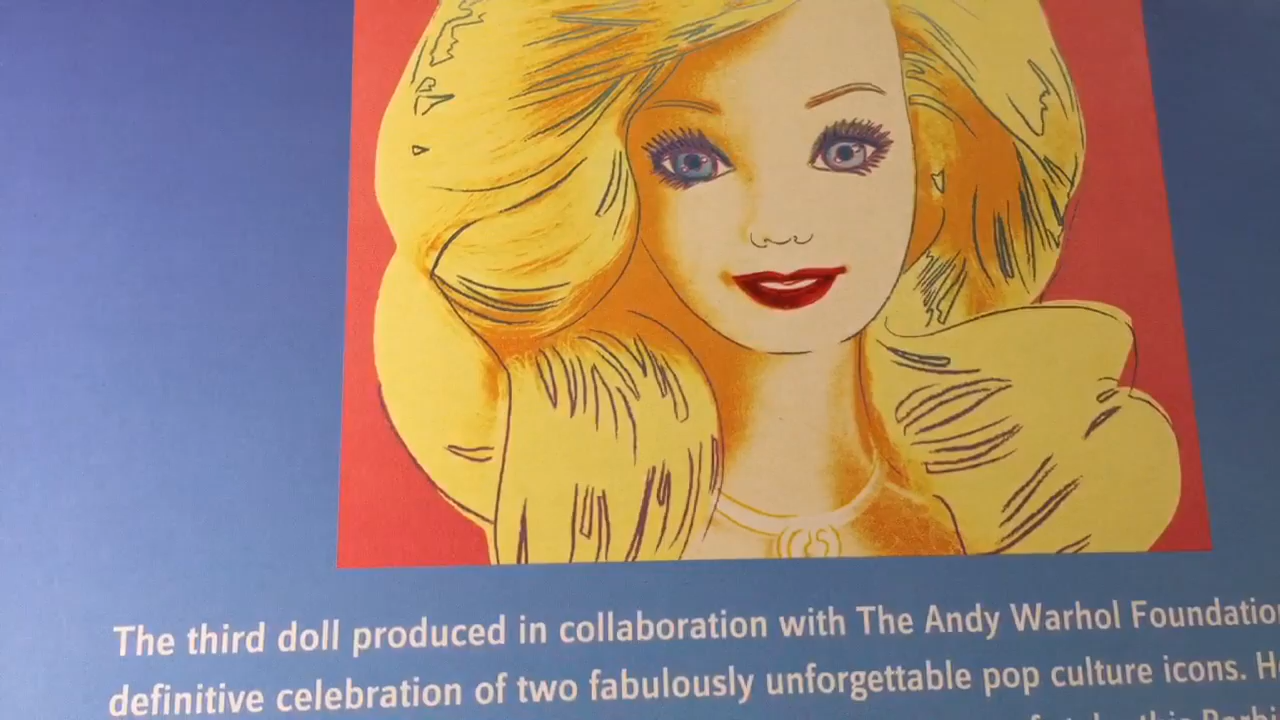 The third doll produced in collaboration with The Andy Warhol
definitive celebration of two fabulously unforgettable pop culture icons.
this